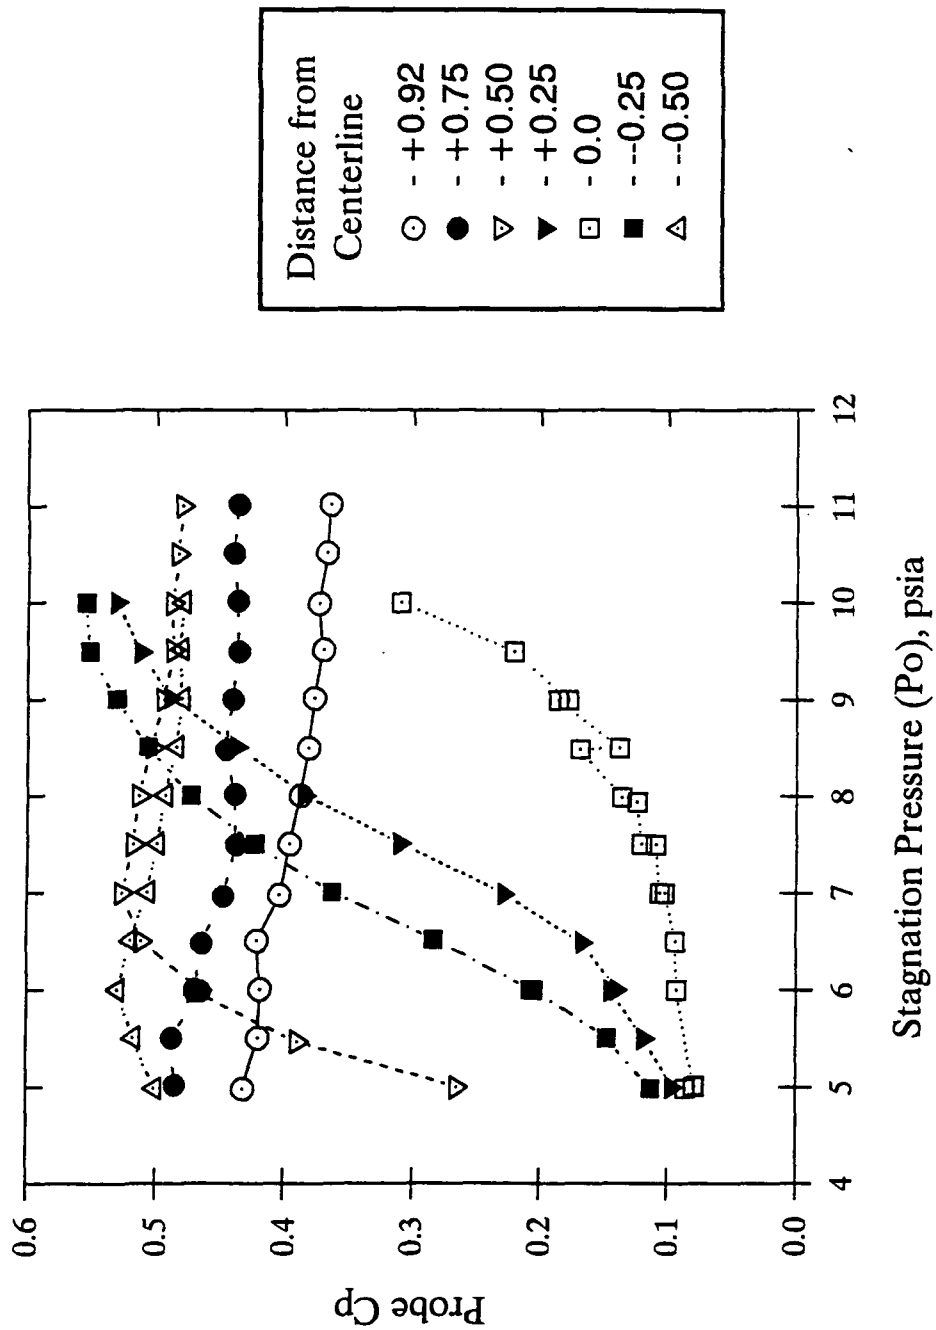 Probe Cp
0.6
0.5
0.4
0.3
0.2
0.1
0.0
4 5 6 7 8 9 10 11 12
Stagnation Pressure (Po), psia
Distance from
Centerline
- +0.92
- +0.75
- +0.50
- +0.25
- 0.0
- --0.25
- --0.50